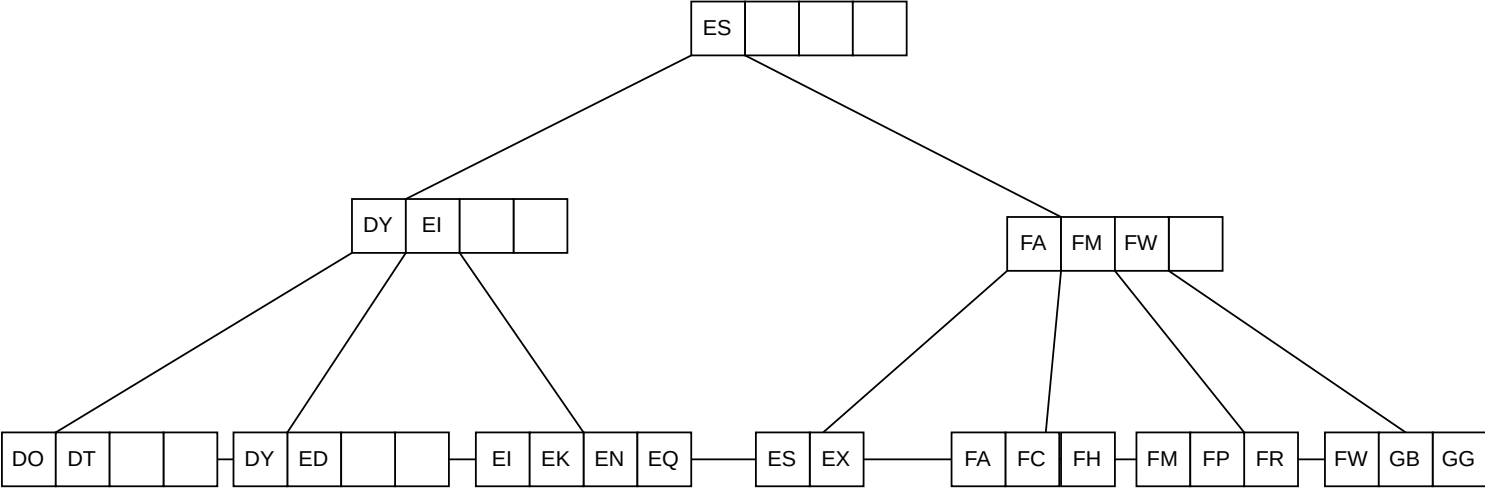 ES
DY EI
FA FM FW
DO DT DY ED EI EK EN EQ ES EX FA FC FH FM FP FR FW GB GG